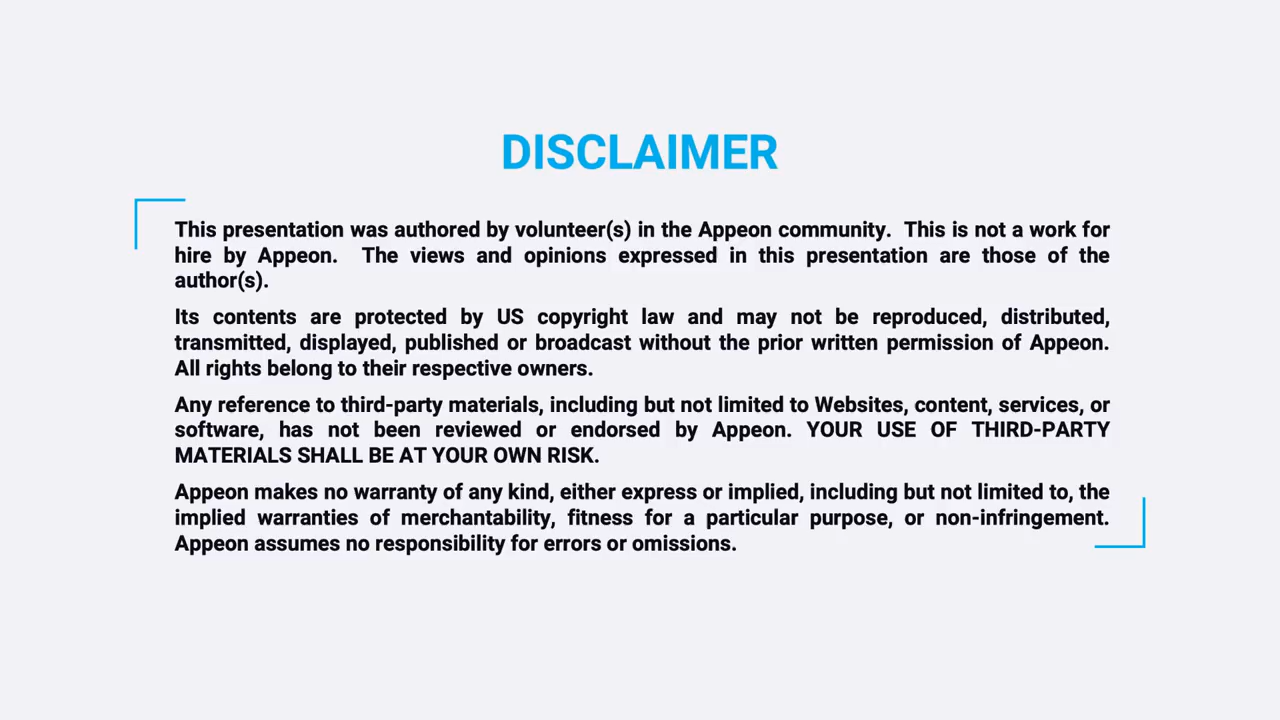 DISCLAIMER
This presentation was authored by volunteer(s) in the Appeon community.  This is not a work for
hire by Appeon.  The views and opinions expressed in this presentation are those of the
author(s).
Its contents are protected by US copyright law and may not be reproduced, distributed,
transmitted, displayed, published or broadcast without the prior written permission of Appeon.
All rights belong to their respective owners.
Any reference to third-party materials, including but not limited to Websites, content, services, or
software, has not been reviewed or endorsed by Appeon. YOUR USE OF THIRD-PARTY
MATERIALS SHALL BE AT YOUR OWN RISK.
Appeon makes no warranty of any kind, either express or implied, including but not limited to, the
implied warranties of merchantability, fitness for a particular purpose, or non-infringement.
Appeon assumes no responsibility for errors or omissions.